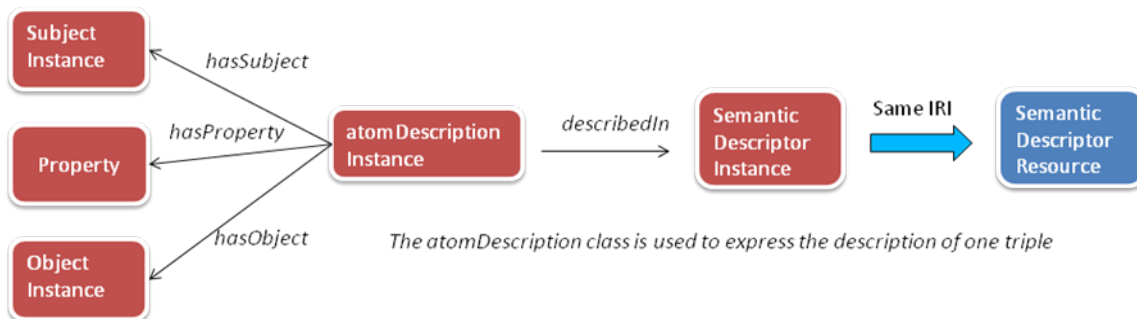 Subject
Instance
hasSubject
hasProperty
Property
hasObject
Object
Instance
atomDescription
Instance
describedIn
Semantic
Descriptor
Instance
Same IRI
Semantic
Descriptor
Resource
The atomDescription class is used to express the description of one triple